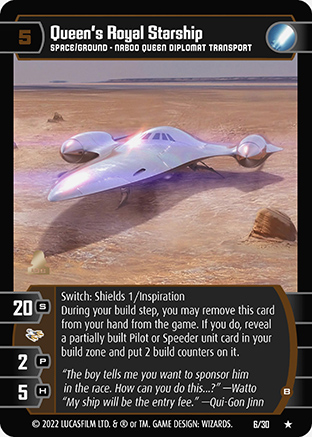 5
Queen's Royal Starship
SPACE/GROUND - NABOO QUEEN DIPLOMAT TRANSPORT
20 S
Switch: Shields 1/Inspiration
During your build step, you may remove this card
from your hand from the game. If you do, reveal
a partially built Pilot or Speeder unit card in your
build zone and put 2 build counters on it.
2 P
5 H
"The boy tells me you want to sponsor him
in the race. How can you do this...?" —Watto
"My ship will be the entry fee." —Qui-Gon Jinn
B
© 2022 LUCASFILM LTD. & ® or TM. GAME DESIGN: WIZARDS.
6/30